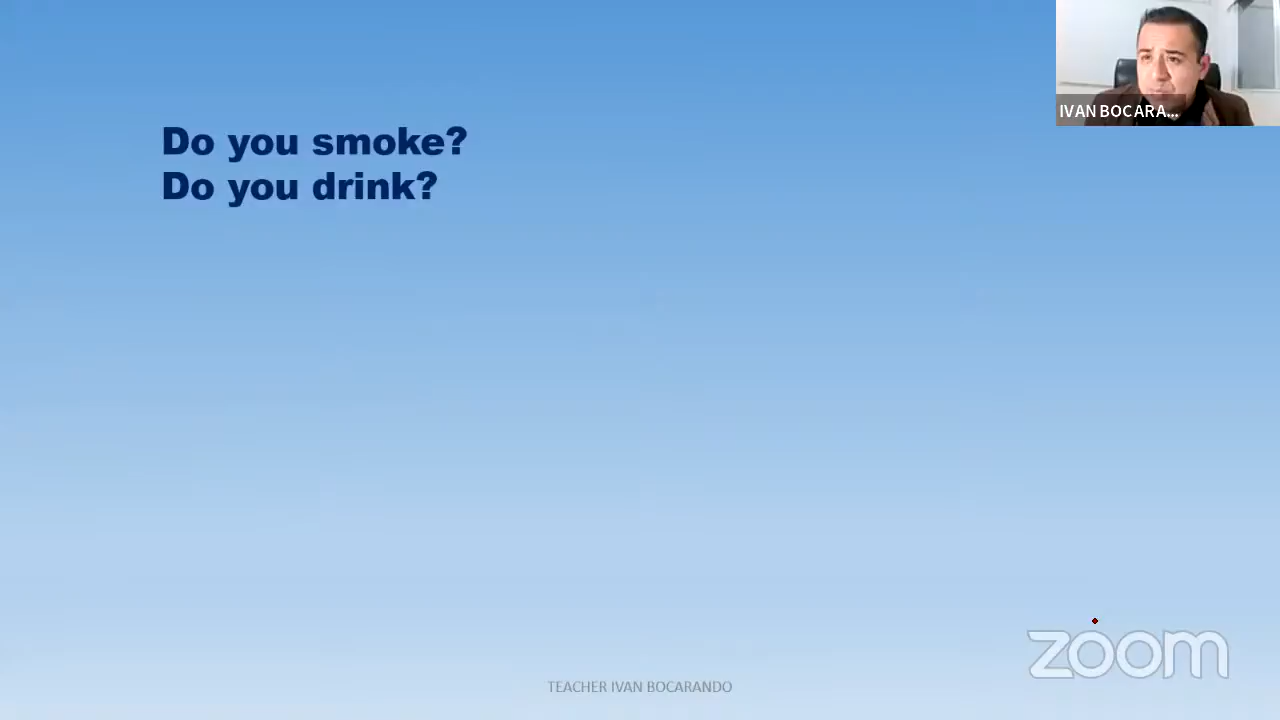 Do you smoke?
Do you drink?
IVAN BOCARA...
zoom
TEACHER IVAN BOCARANDO